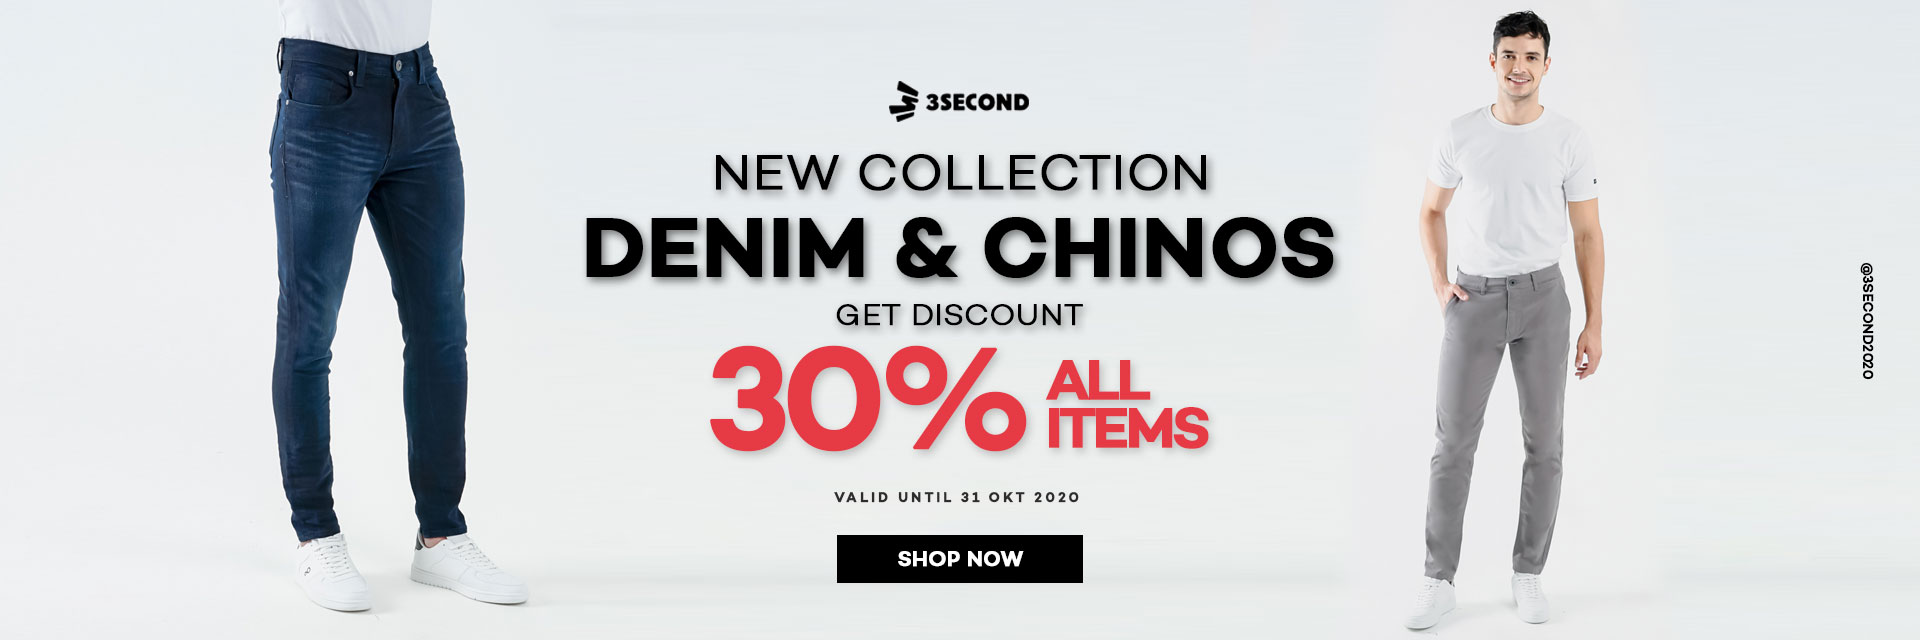 3SECOND
NEW COLLECTION
DENIM & CHINOS
GET DISCOUNT
30% ALL
ITEMS
VALID UNTIL 31 OKT 2020
SHOP NOW
@3SECOND2020